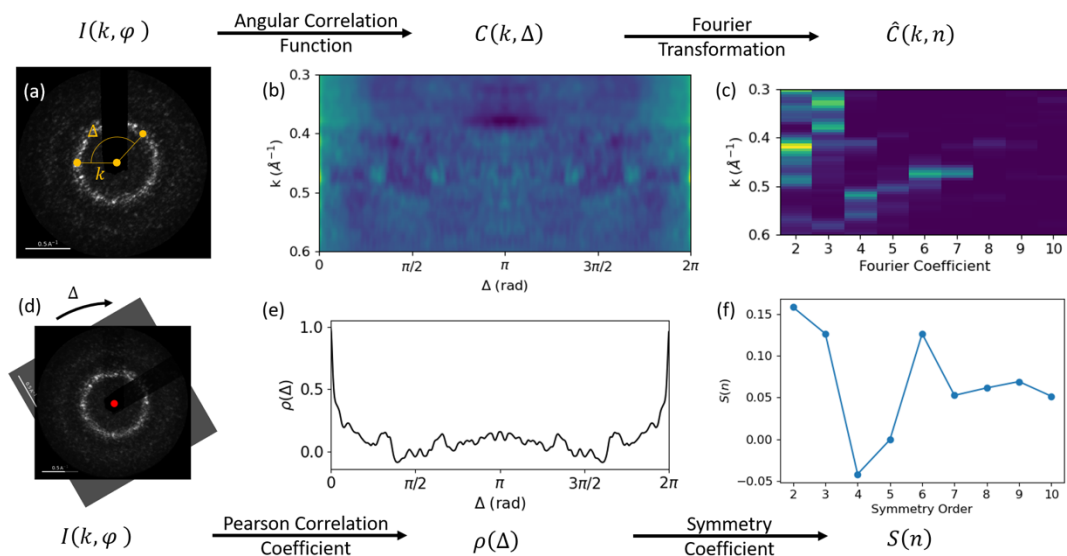 I(k, φ)
Angular Correlation
Function
C(k, Δ)
Fourier
Transformation
Ĉ(k, n)
(a)
Δ
k
0.5 A⁻¹
(b)
0.3
0.4
0.5
0.6
k (Å⁻¹)
0
π/2
π
3π/2
2π
Δ (rad)
(c)
0.3
0.4
0.5
0.6
k (Å⁻¹)
2 3 4 5 6 7 8 9 10
Fourier Coefficient
(d)
Δ
(e)
1.0
0.5
0.0
ρ(Δ)
0
π/2
π
3π/2
2π
Δ (rad)
(f)
0.15
0.10
0.05
0.00
−0.05
S(n)
2 3 4 5 6 7 8 9 10
Symmetry Order
I(k, φ)
Pearson Correlation
Coefficient
ρ(Δ)
Symmetry
Coefficient
S(n)